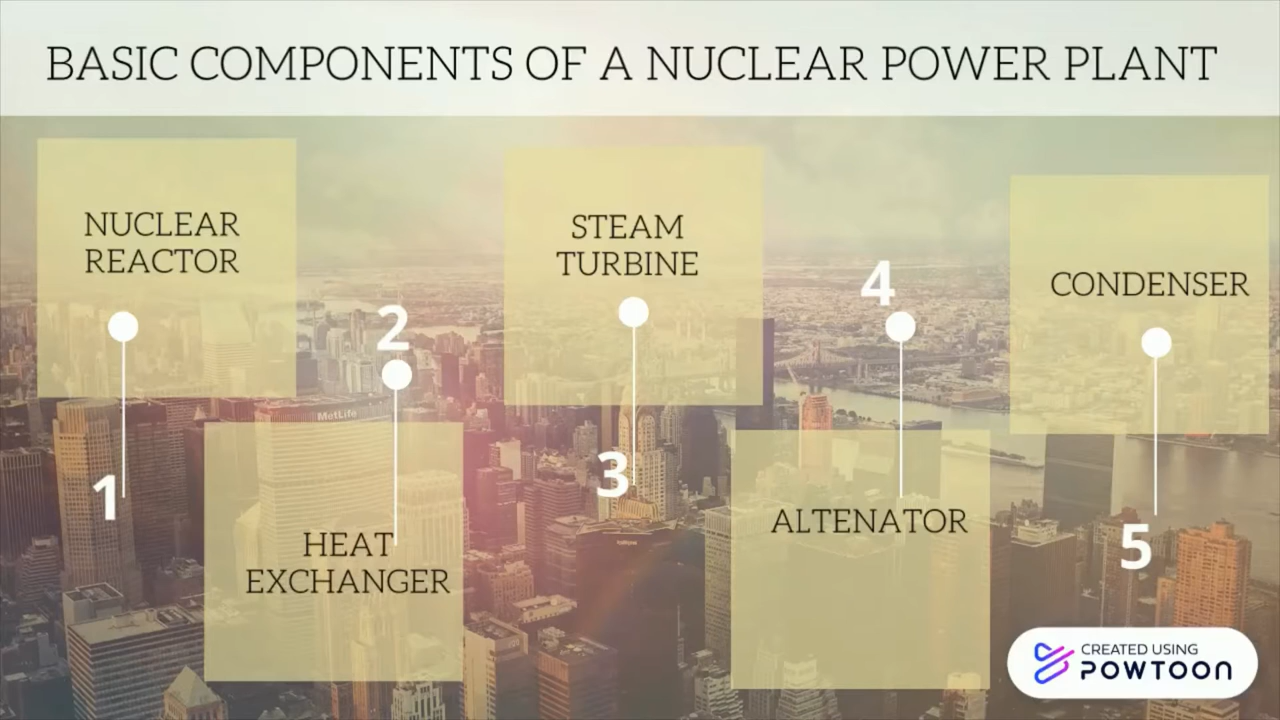 BASIC COMPONENTS OF A NUCLEAR POWER PLANT
NUCLEAR
REACTOR
1
2
HEAT
EXCHANGER
STEAM
TURBINE
3
4
ALTENATOR
CONDENSER
5
MetLife
CREATED USING
POWTOON